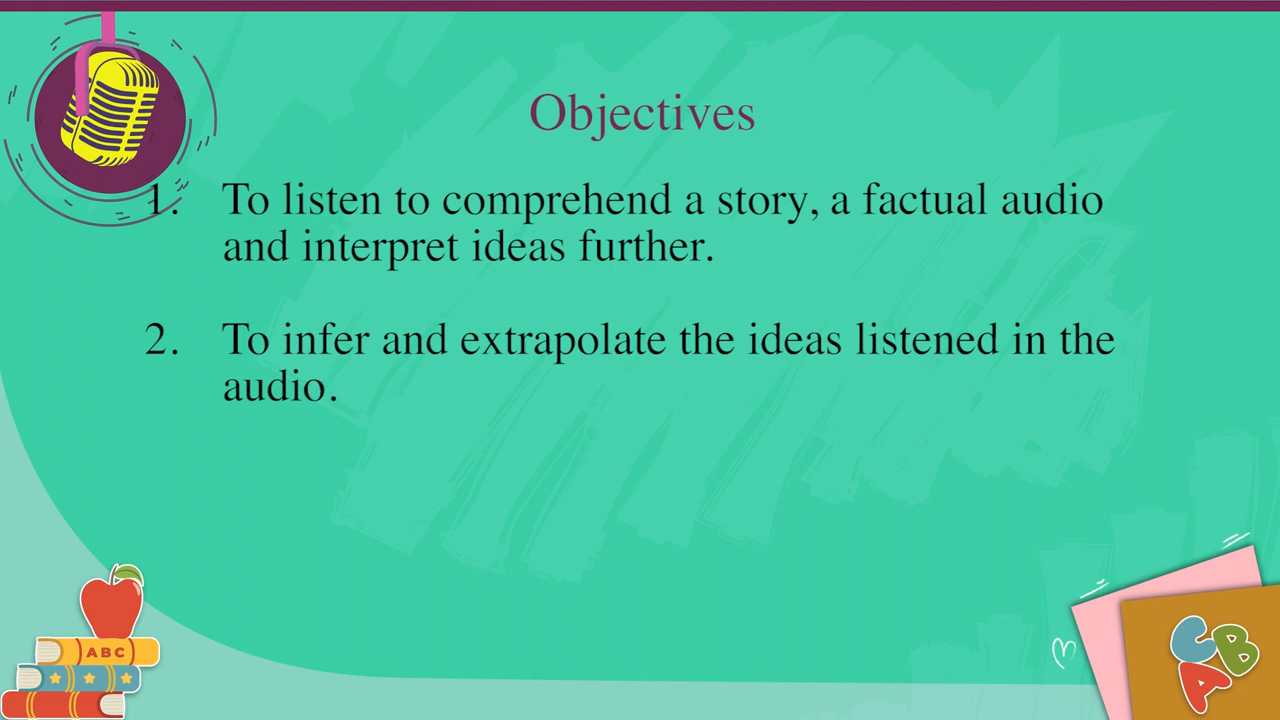 Objectives
1. To listen to comprehend a story, a factual audio
and interpret ideas further.
2. To infer and extrapolate the ideas listened in the
audio.
ABC
C B
A